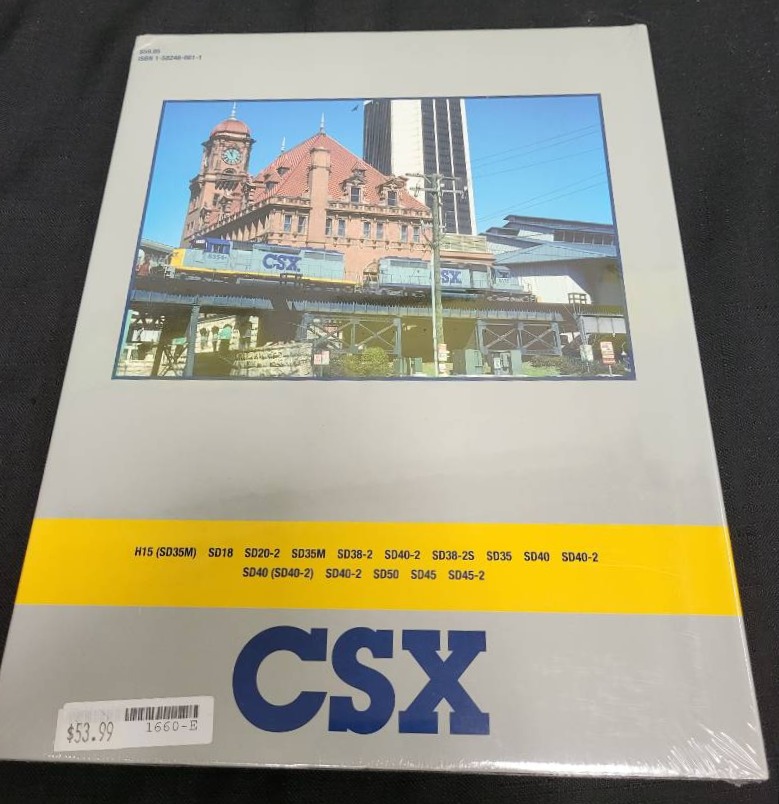 $59.95
ISBN 1-58248-001-1
CSX
CSX
H15 (SD35M) SD18 SD20-2 SD35M SD38-2 SD40-2 SD38-2S SD35 SD40 SD40-2
SD40 (SD40-2) SD40-2 SD50 SD45 SD45-2
CSX
$53.99
1660-E